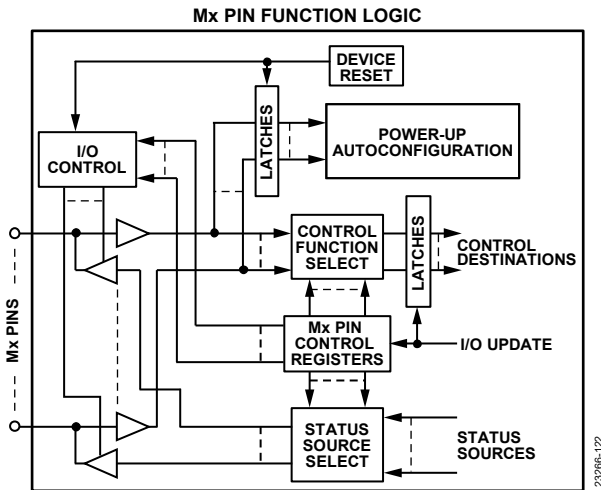 Mx PIN FUNCTION LOGIC
DEVICE
RESET
LATCHES
POWER-UP
AUTOCONFIGURATION
I/O
CONTROL
CONTROL
FUNCTION
SELECT
LATCHES
CONTROL
DESTINATIONS
Mx PINS
Mx PIN
CONTROL
REGISTERS
I/O UPDATE
STATUS
SOURCE
SELECT
STATUS
SOURCES
23266-122